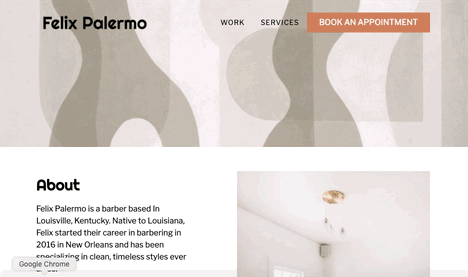 Felix Palermo
WORK SERVICES BOOK AN APPOINTMENT
About
Felix Palermo is a barber based In
Louisville, Kentucky. Native to Louisiana,
Felix started their career in barbering in
2016 in New Orleans and has been
specializing in clean, timeless styles ever
Google Chrome